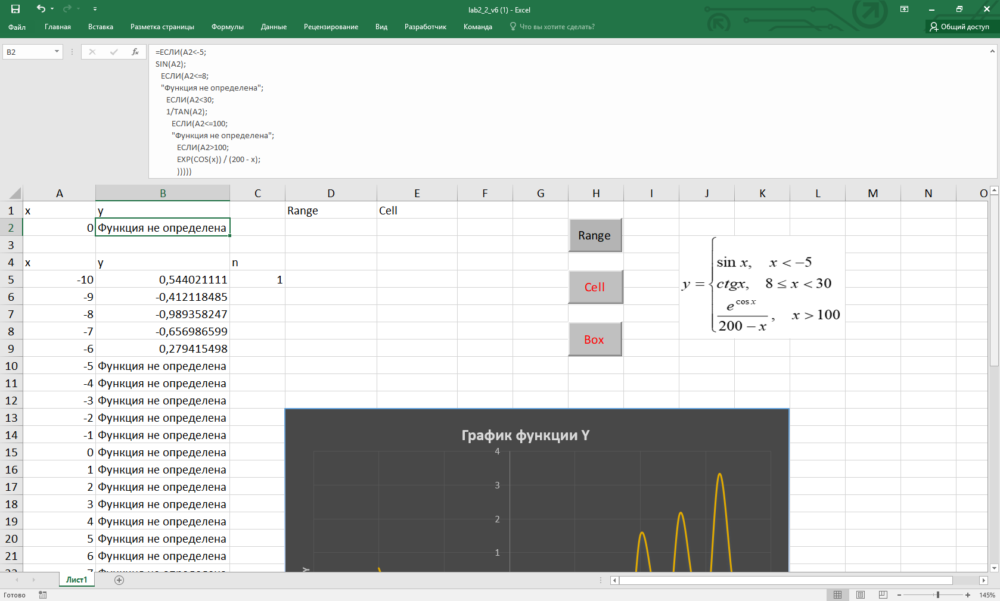 lab2_2_v6 (1) - Excel
Файл Главная Вставка Разметка страницы Формулы Данные Рецензирование Вид Разработчик Команда Что вы хотите сделать? Общий доступ
B2 fx
=ЕСЛИ(A2<-5;
SIN(A2);
ЕСЛИ(A2<=8;
"Функция не определена";
ЕСЛИ(A2<30;
1/TAN(A2);
ЕСЛИ(A2<=100;
"Функция не определена";
ЕСЛИ(A2>100;
EXP(COS(x)) / (200 - x);
)))))
A B C D E F G H I J K L M N O
1 x y Range Cell
2 0 Функция не определена
Range
3
4 x y n
5 -10 0,544021111 1
6 -9 -0,412118485
7 -8 -0,989358247
8 -7 -0,656986599
9 -6 0,279415498
Cell
Box
y = { sin x, x < −5
ctgx, 8 ≤ x < 30
e^cos x / 200 − x, x > 100
10 -5 Функция не определена
11 -4 Функция не определена
12 -3 Функция не определена
13 -2 Функция не определена
14 -1 Функция не определена
15 0 Функция не определена
16 1 Функция не определена
17 2 Функция не определена
18 3 Функция не определена
19 4 Функция не определена
20 5 Функция не определена
21 6 Функция не определена
График функции Y
4
3
2
1
Y
Лист1
Готово 145%